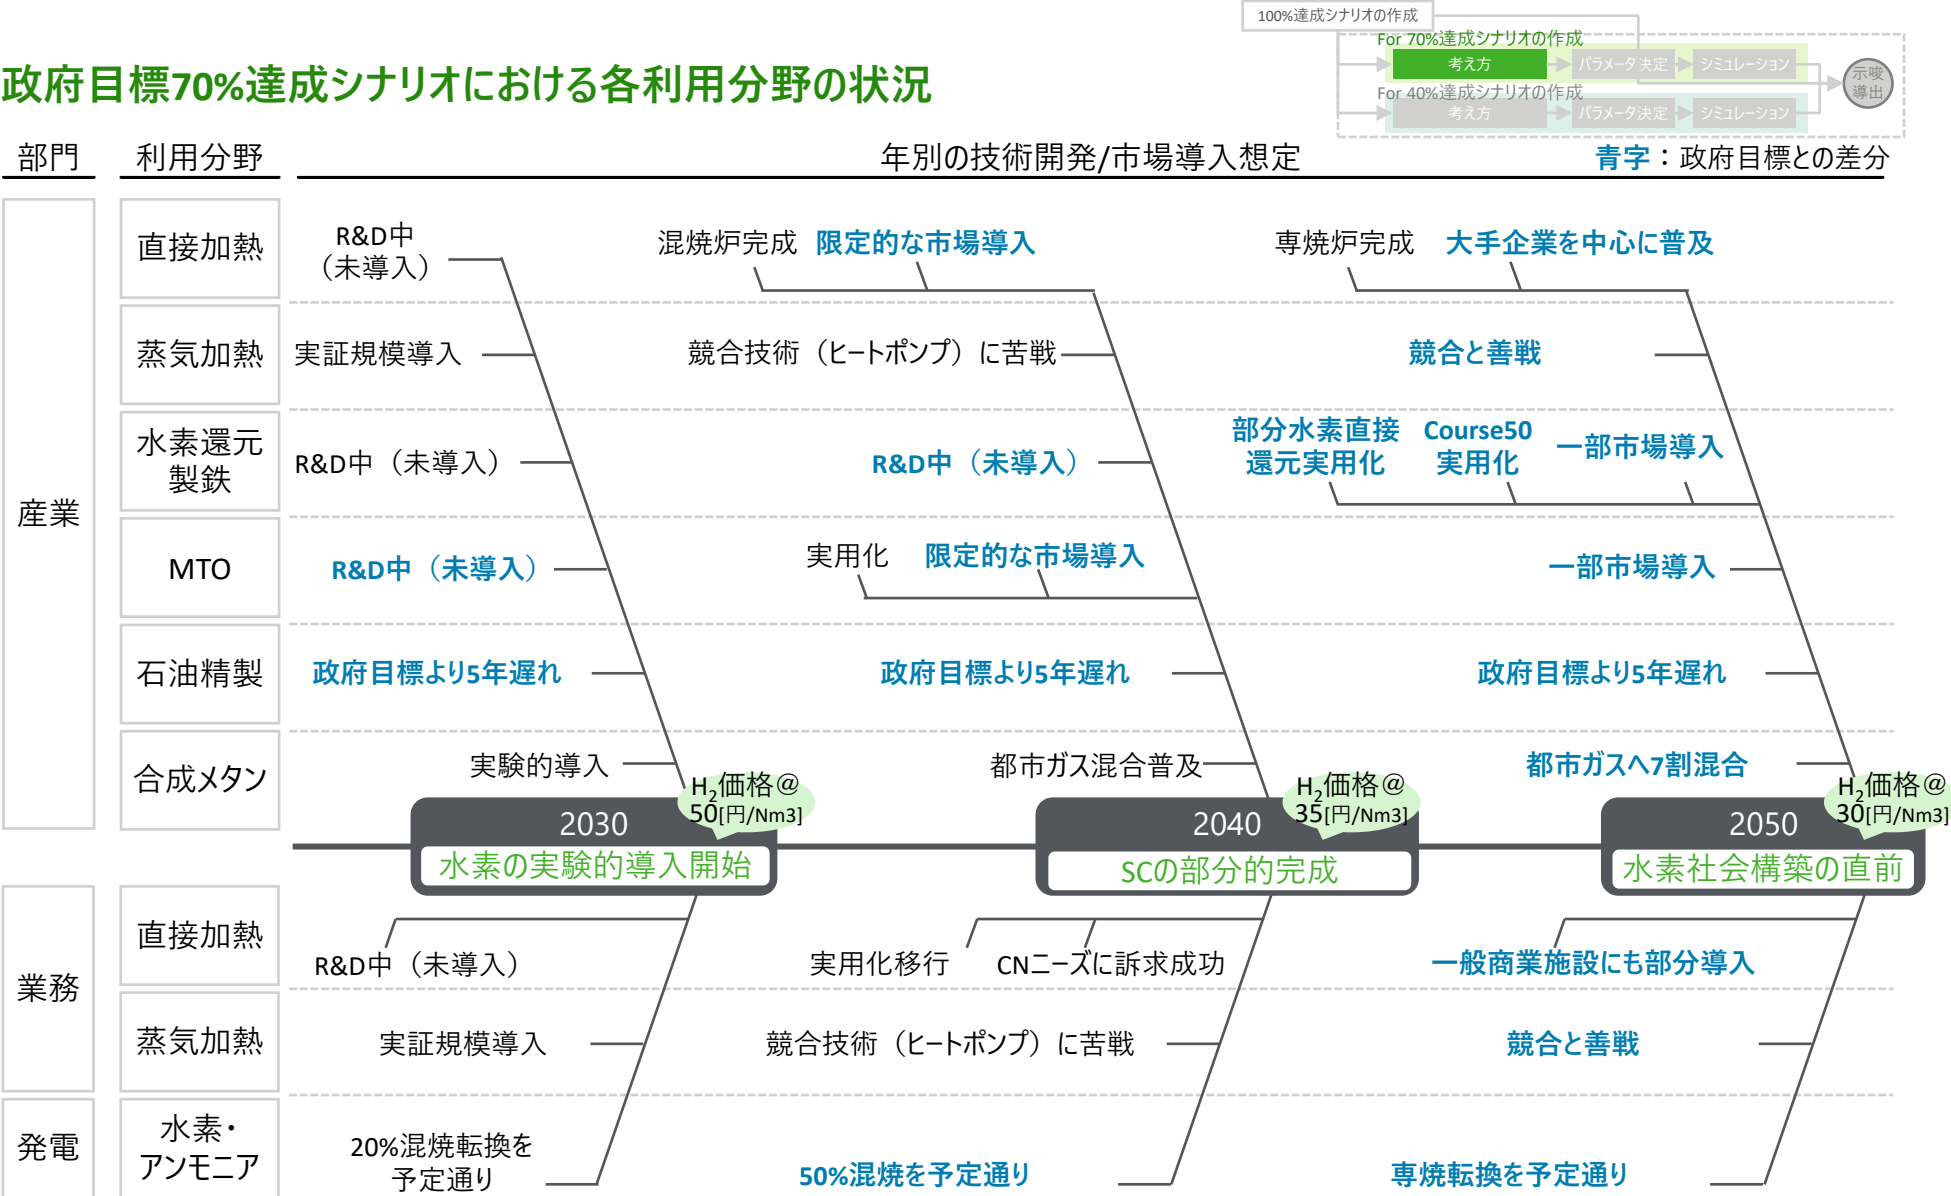 100%達成シナリオの作成
For 70%達成シナリオの作成
考え方
パラメータ決定
シミュレーション
示唆
導出
For 40%達成シナリオの作成
考え方
パラメータ決定
シミュレーション
政府目標70%達成シナリオにおける各利用分野の状況
部門
利用分野
年別の技術開発/市場導入想定
青字：政府目標との差分
産業
直接加熱
R&D中
（未導入）
混焼炉完成
限定的な市場導入
専焼炉完成
大手企業を中心に普及
蒸気加熱
実証規模導入
競合技術（ヒートポンプ）に苦戦
競合と善戦
水素還元
製鉄
R&D中（未導入）
R&D中（未導入）
部分水素直接
還元実用化
Course50
実用化
一部市場導入
MTO
R&D中（未導入）
実用化
限定的な市場導入
一部市場導入
石油精製
政府目標より5年遅れ
政府目標より5年遅れ
政府目標より5年遅れ
合成メタン
実験的導入
都市ガス混合普及
都市ガスへ7割混合
2030
H2価格＠
50[円/Nm3]
水素の実験的導入開始
2040
H2価格＠
35[円/Nm3]
SCの部分的完成
2050
H2価格＠
30[円/Nm3]
水素社会構築の直前
業務
直接加熱
R&D中（未導入）
実用化移行
CNニーズに訴求成功
一般商業施設にも部分導入
蒸気加熱
実証規模導入
競合技術（ヒートポンプ）に苦戦
競合と善戦
発電
水素・
アンモニア
20%混焼転換を
予定通り
50%混焼を予定通り
専焼転換を予定通り